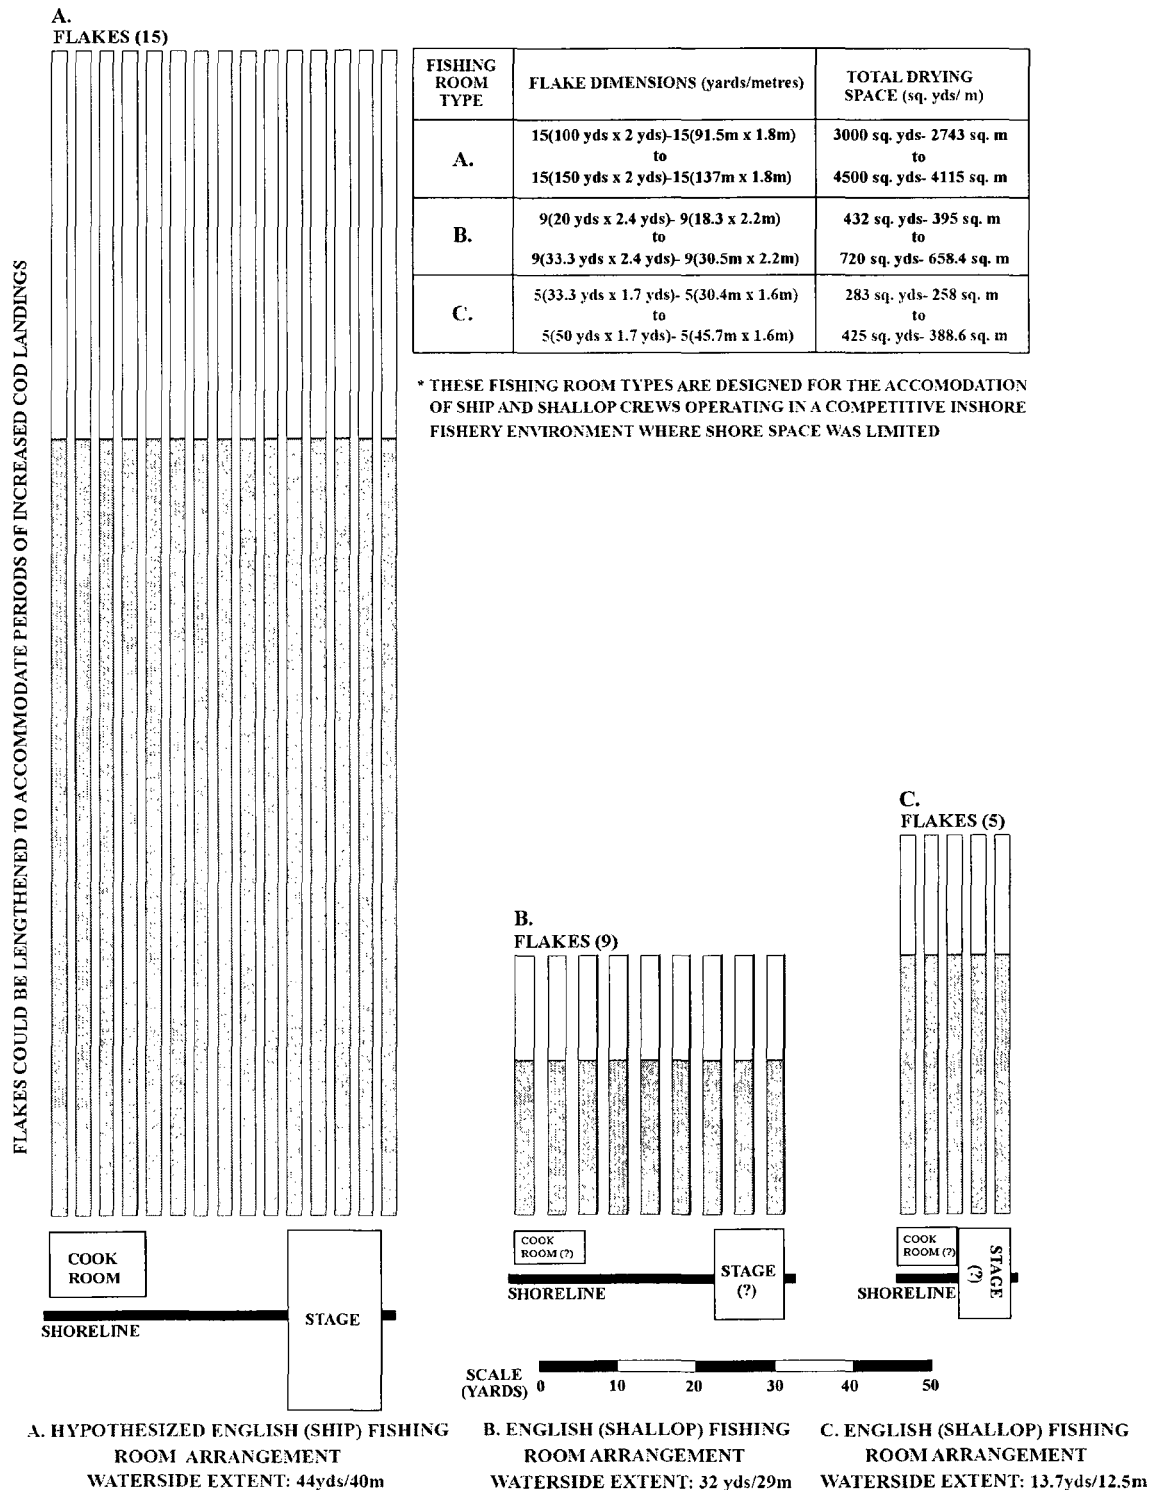 A.
FLAKES (15)
FISHING
ROOM
TYPE
FLAKE DIMENSIONS (yards/metres)
TOTAL DRYING
SPACE (sq. yds/ m)
A.
15(100 yds x 2 yds)-15(91.5m x 1.8m)
to
15(150 yds x 2 yds)-15(137m x 1.8m)
3000 sq. yds- 2743 sq. m
to
4500 sq. yds- 4115 sq. m
B.
9(20 yds x 2.4 yds)- 9(18.3 x 2.2m)
to
9(33.3 yds x 2.4 yds)- 9(30.5m x 2.2m)
432 sq. yds- 395 sq. m
to
720 sq. yds- 658.4 sq. m
C.
5(33.3 yds x 1.7 yds)- 5(30.4m x 1.6m)
to
5(50 yds x 1.7 yds)- 5(45.7m x 1.6m)
283 sq. yds- 258 sq. m
to
425 sq. yds- 388.6 sq. m
* THESE FISHING ROOM TYPES ARE DESIGNED FOR THE ACCOMODATION
OF SHIP AND SHALLOP CREWS OPERATING IN A COMPETITIVE INSHORE
FISHERY ENVIRONMENT WHERE SHORE SPACE WAS LIMITED
FLAKES COULD BE LENGTHENED TO ACCOMMODATE PERIODS OF INCREASED COD LANDINGS
C.
FLAKES (5)
B.
FLAKES (9)
COOK
ROOM
STAGE
SHORELINE
COOK
ROOM (?)
STAGE
(?)
SHORELINE
COOK
ROOM (?)
STAGE
(?)
SHORELINE
SCALE
(YARDS)
0 10 20 30 40 50
A. HYPOTHESIZED ENGLISH (SHIP) FISHING
ROOM ARRANGEMENT
WATERSIDE EXTENT: 44yds/40m
B. ENGLISH (SHALLOP) FISHING
ROOM ARRANGEMENT
WATERSIDE EXTENT: 32 yds/29m
C. ENGLISH (SHALLOP) FISHING
ROOM ARRANGEMENT
WATERSIDE EXTENT: 13.7yds/12.5m